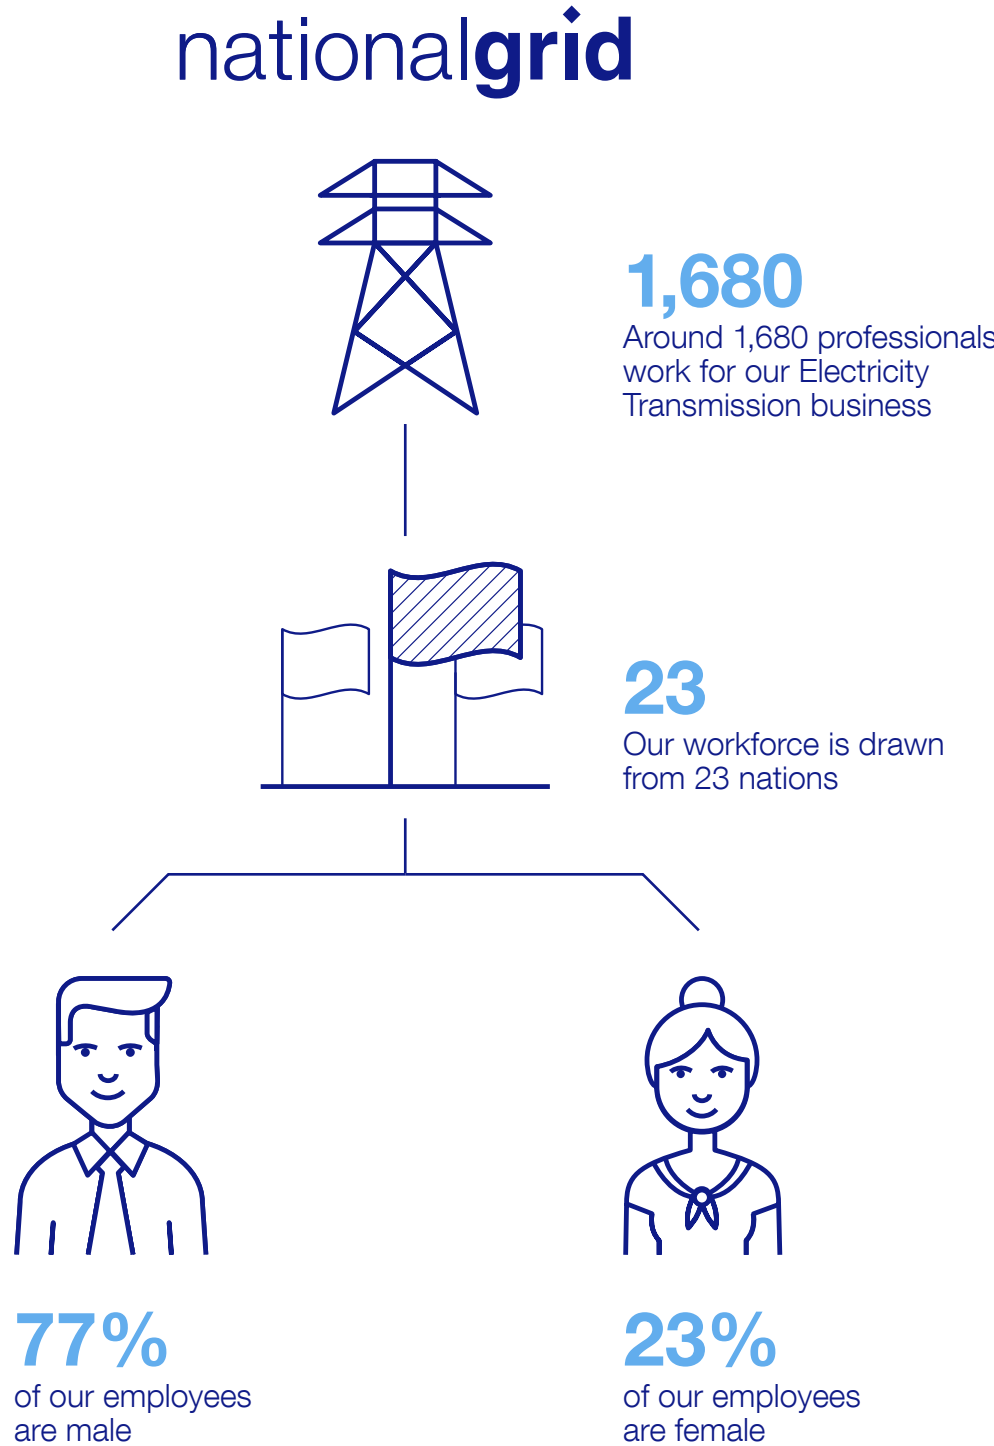 nationalgrid
1,680
Around 1,680 professionals
work for our Electricity
Transmission business
23
Our workforce is drawn
from 23 nations
77%
of our employees
are male
23%
of our employees
are female